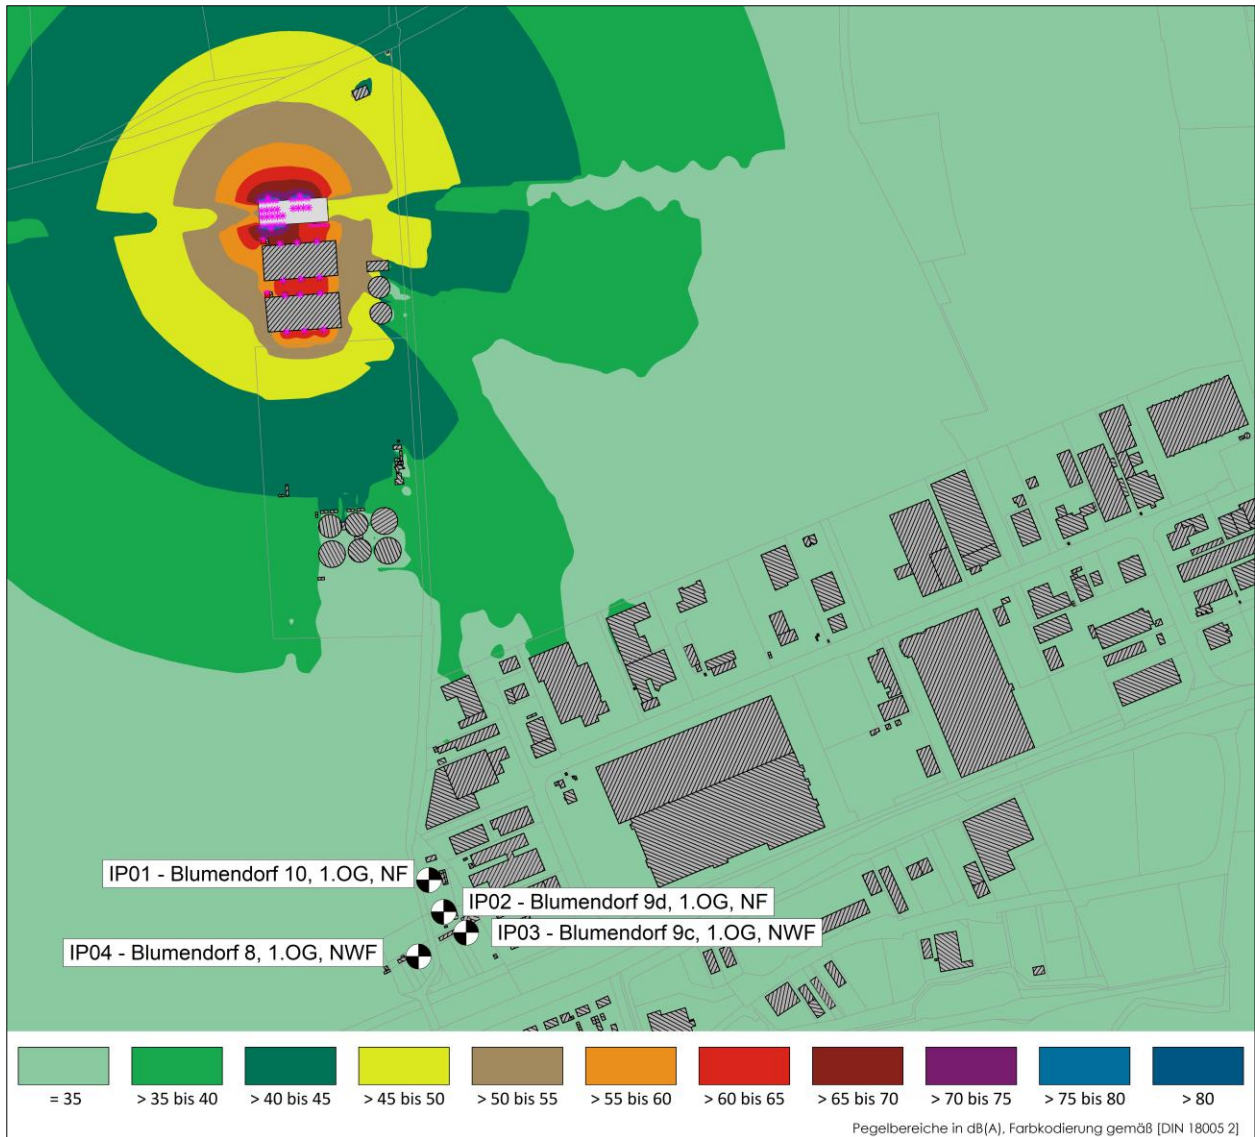 IP01 - Blumendorf 10, 1.OG, NF
IP02 - Blumendorf 9d, 1.OG, NF
IP03 - Blumendorf 9c, 1.OG, NWF
IP04 - Blumendorf 8, 1.OG, NWF
= 35
> 35 bis 40
> 40 bis 45
> 45 bis 50
> 50 bis 55
> 55 bis 60
> 60 bis 65
> 65 bis 70
> 70 bis 75
> 75 bis 80
> 80
Pegelbereiche in dB(A), Farbkodierung gemäß [DIN 18005 2]